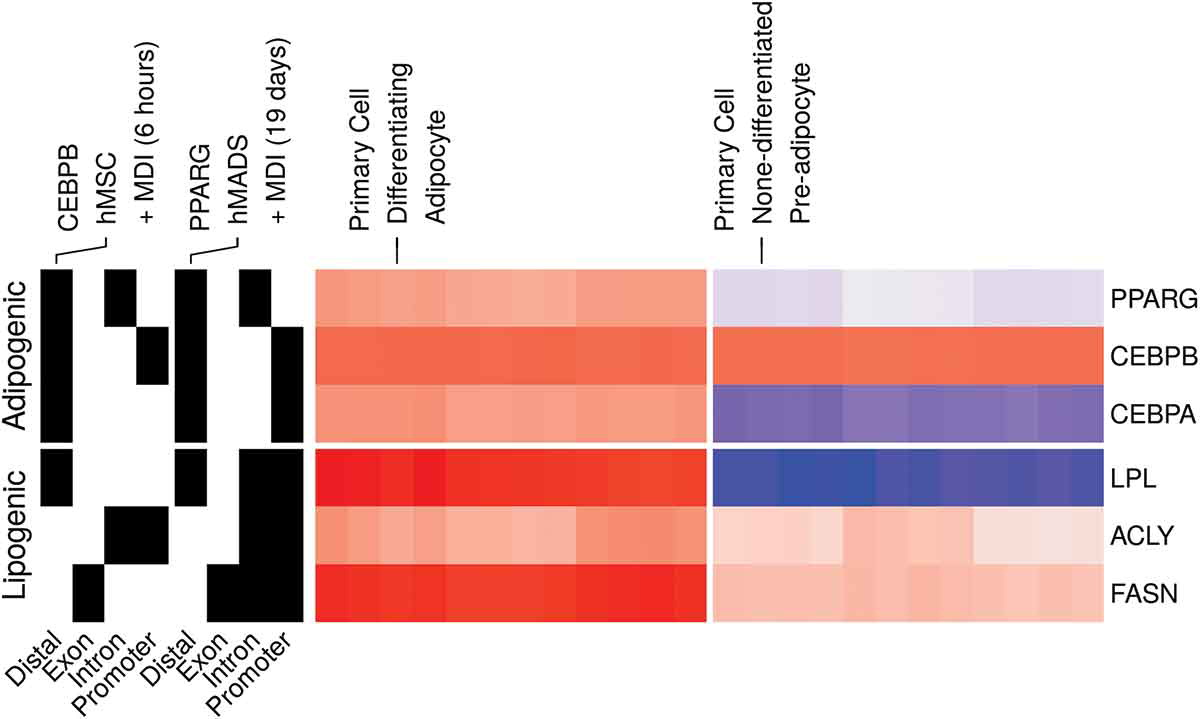 CEBPB
hMSC
+ MDI (6 hours)
PPARG
hMADS
+ MDI (19 days)
Primary Cell
Differentiating
Adipocyte
Primary Cell
None-differentiated
Pre-adipocyte
Adipogenic
Lipogenic
PPARG
CEBPB
CEBPA
LPL
ACLY
FASN
Distal
Exon
Intron
Promoter
Distal
Exon
Intron
Promoter